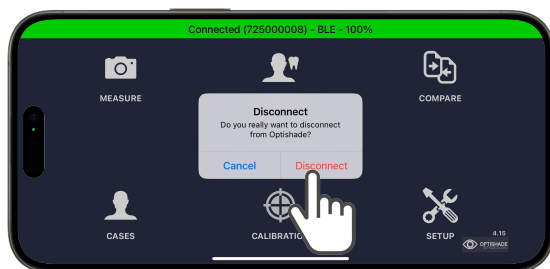 Connected (725000008) - BLE - 100%
MEASURE
COMPARE
Disconnect
Do you really want to disconnect
from Optishade?
Cancel
Disconnect
CASES
CALIBRATIO
SETUP
4.15
OPTISHADE